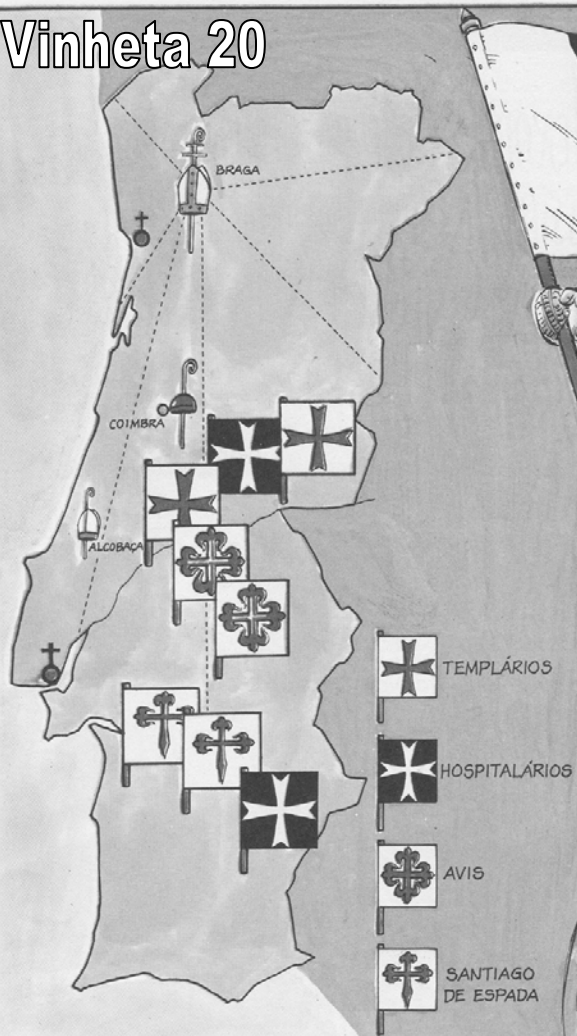 Vinheta 20
BRAGA
COIMBRA
ALCOBAÇA
TEMPLÁRIOS
HOSPITALÁRIOS
AVIS
SANTIAGO
DE ESPADA